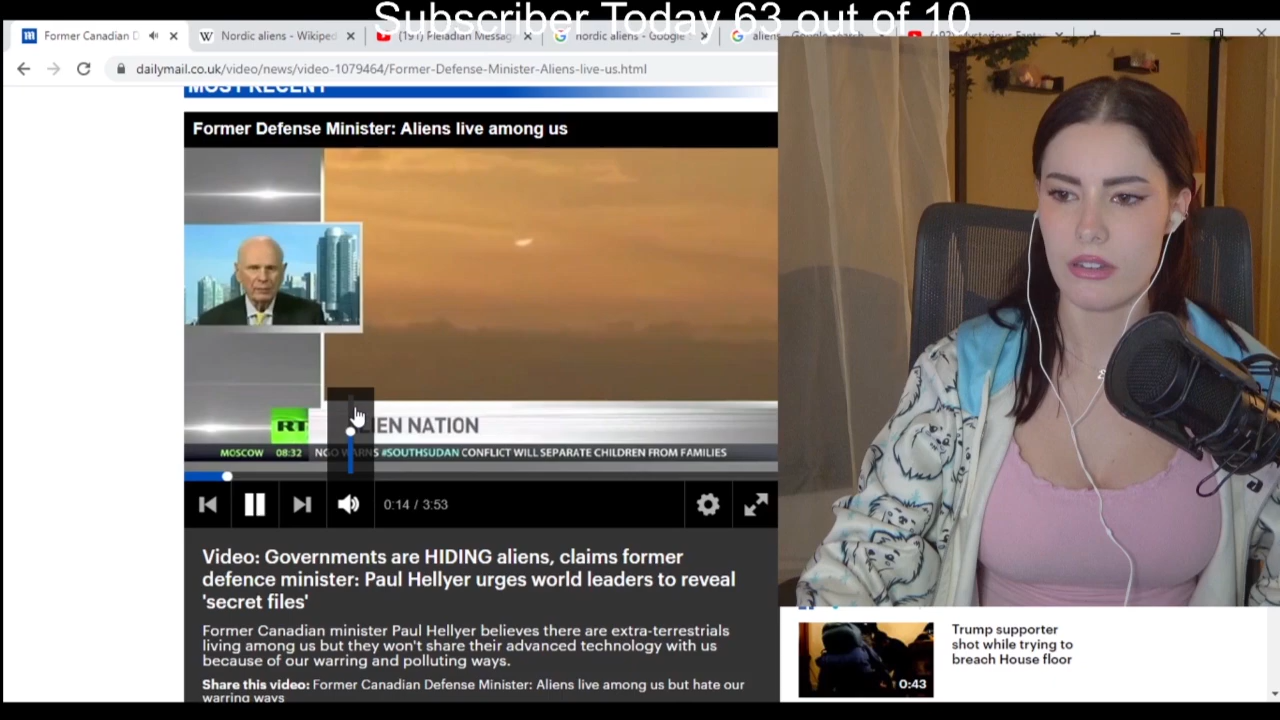 Subscriber Today 63 out of 10
Former Canadian D
Nordic aliens - Wikiped
(191) Pleiadian Messag
nordic aliens - Google
dailymail.co.uk/video/news/video-1079464/Former-Defense-Minister-Aliens-live-us.html
MOST RECENT
Former Defense Minister: Aliens live among us
RT
IEN NATION
MOSCOW 08:32 NGO WARNS #SOUTHSUDAN CONFLICT WILL SEPARATE CHILDREN FROM FAMILIES
0:14 / 3:53
Video: Governments are HIDING aliens, claims former
defence minister: Paul Hellyer urges world leaders to reveal
'secret files'
Former Canadian minister Paul Hellyer believes there are extra-terrestrials
living among us but they won't share their advanced technology with us
because of our warring and polluting ways.
Share this video: Former Canadian Defense Minister: Aliens live among us but hate our
warring ways
Trump supporter
shot while trying to
breach House floor
0:43